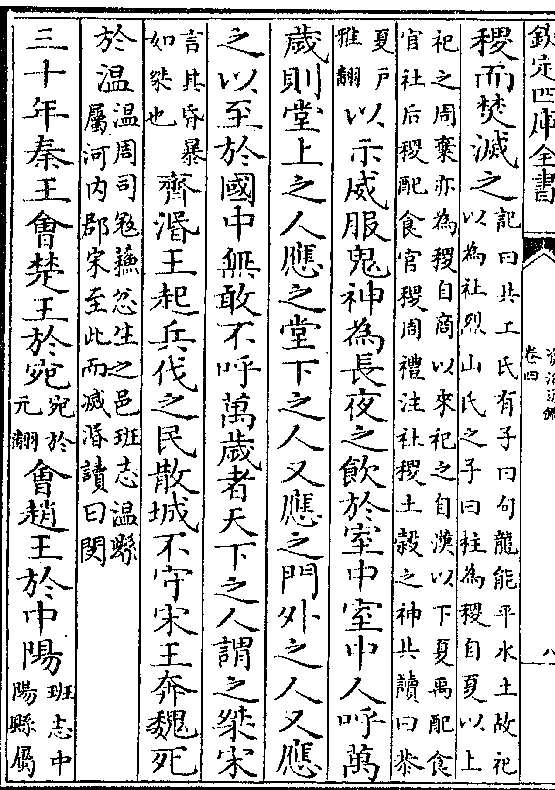 欽定四庫全書
資治通鑑
卷四
八
稷而焚滅之
記曰共工氏有子曰句龍能平水土故祀
以為社烈山氏之子曰柱為稷自夏以上
祀之周棄亦為稷自商以來祀之自漢以下夏禹配食
官社后稷配食官稷周禮注社稷土榖之神共讀曰恭
夏戸
雅翻
以示威服鬼神為長夜之飲於室中室中人呼萬
歲則堂上之人應之堂下之人又應之門外之人又應
之以至於國中無敢不呼萬歲者天下之人謂之桀宋
言其昏暴
如桀也
齊湣王起兵伐之民散城不守宋王奔魏死
於温
温周司寇蘇忿生之邑班志温縣
屬河内郡宋至此而滅湣讀曰閔
三十年秦王會楚王於宛
宛於
元翻
會趙王於中陽
班志中
陽縣屬